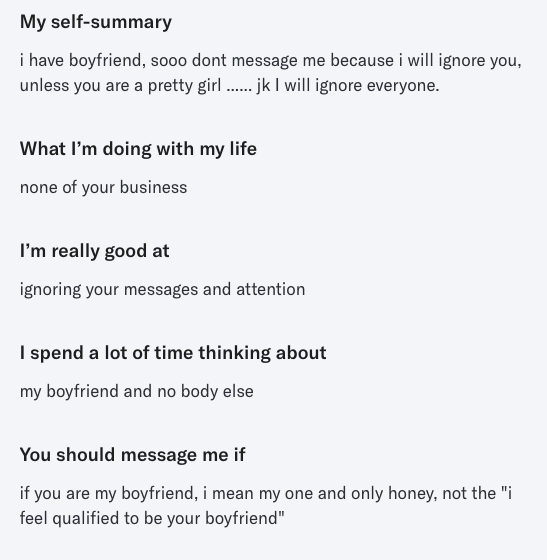 My self-summary
i have boyfriend, sooo dont message me because i will ignore you,
unless you are a pretty girl ...... jk I will ignore everyone.
What I’m doing with my life
none of your business
I’m really good at
ignoring your messages and attention
I spend a lot of time thinking about
my boyfriend and no body else
You should message me if
if you are my boyfriend, i mean my one and only honey, not the "i
feel qualified to be your boyfriend"